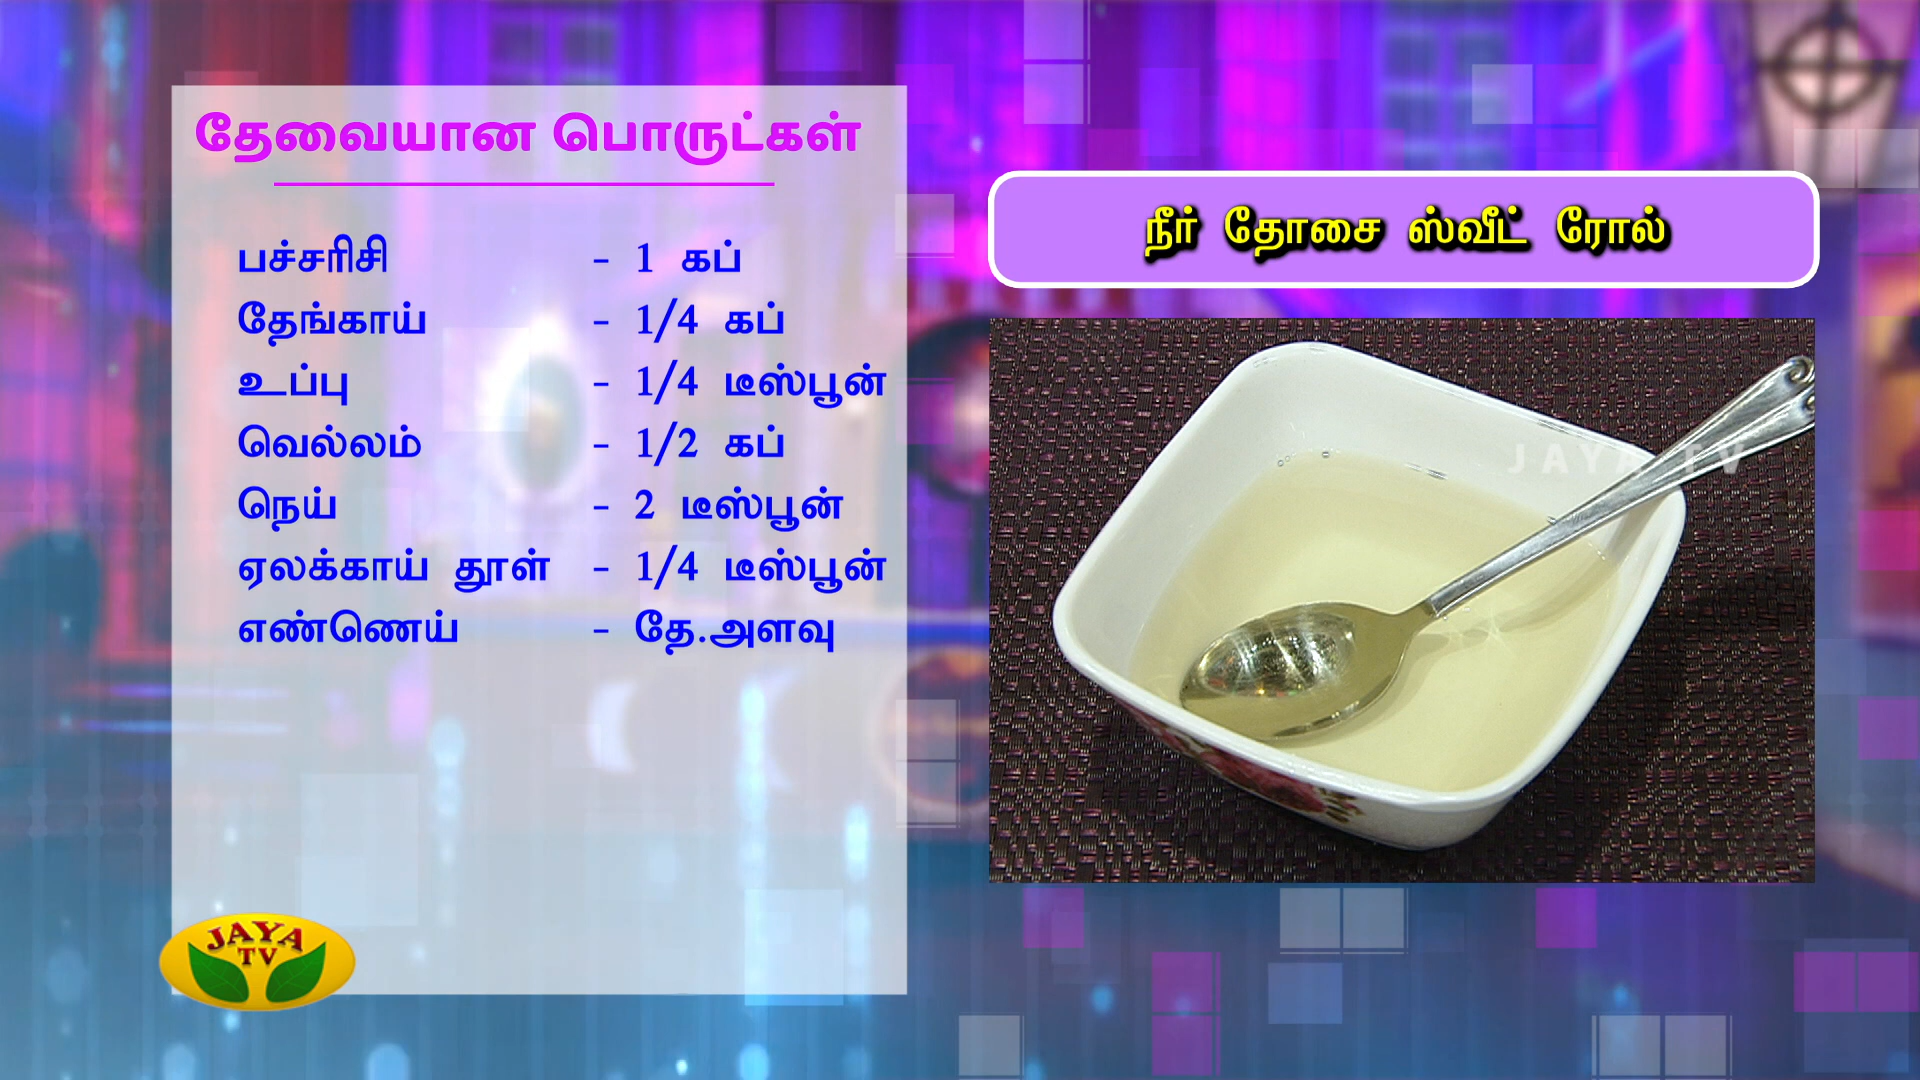 தேவையான பொருட்கள்
பச்சரிசி - 1 கப்
தேங்காய் - 1/4 கப்
உப்பு - 1/4 டீஸ்பூன்
வெல்லம் - 1/2 கப்
நெய் - 2 டீஸ்பூன்
ஏலக்காய் தூள் - 1/4 டீஸ்பூன்
எண்ணெய் - தே.அளவு
நீர் தோசை ஸ்வீட் ரோல்
JAYA TV
JAYA
TV